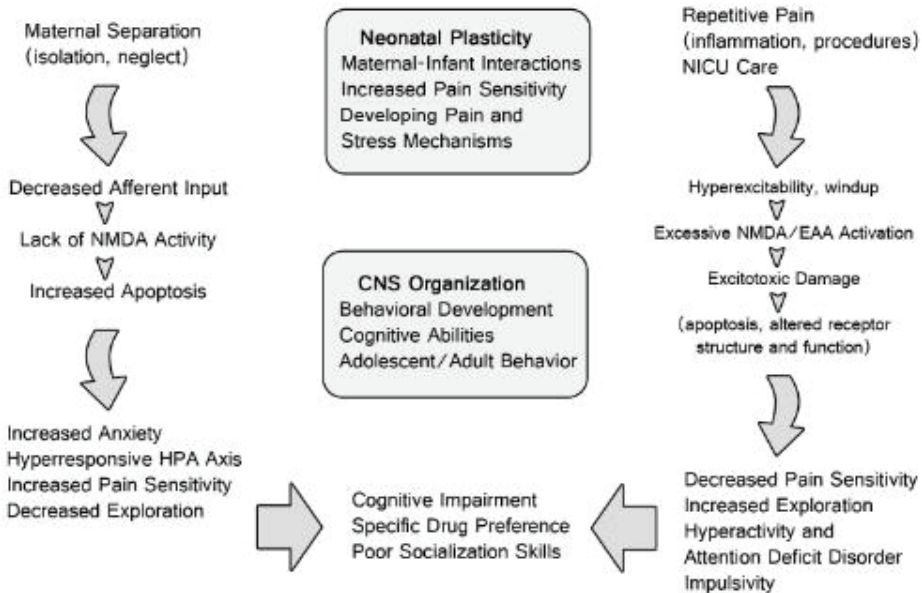 Maternal Separation
(isolation, neglect)
Decreased Afferent Input
Lack of NMDA Activity
Increased Apoptosis
Increased Anxiety
Hyperresponsive HPA Axis
Increased Pain Sensitivity
Decreased Exploration
Neonatal Plasticity
Maternal-Infant Interactions
Increased Pain Sensitivity
Developing Pain and
Stress Mechanisms
CNS Organization
Behavioral Development
Cognitive Abilities
Adolescent/Adult Behavior
Cognitive Impairment
Specific Drug Preference
Poor Socialization Skills
Repetitive Pain
(inflammation, procedures)
NICU Care
Hyperexcitability, windup
Excessive NMDA/EAA Activation
Excitotoxic Damage
(apoptosis, altered receptor
structure and function)
Decreased Pain Sensitivity
Increased Exploration
Hyperactivity and
Attention Deficit Disorder
Impulsivity